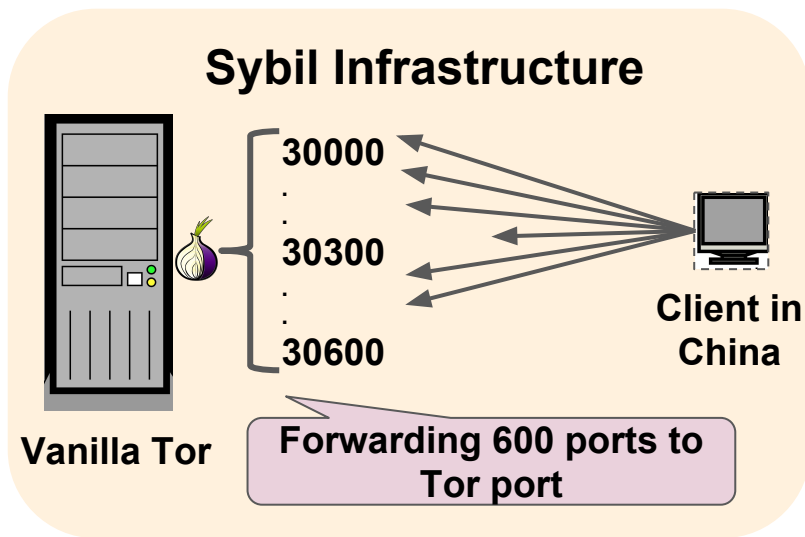 Sybil Infrastructure
30000
.
.
30300
.
.
30600
Vanilla Tor
Client in
China
Forwarding 600 ports to
Tor port